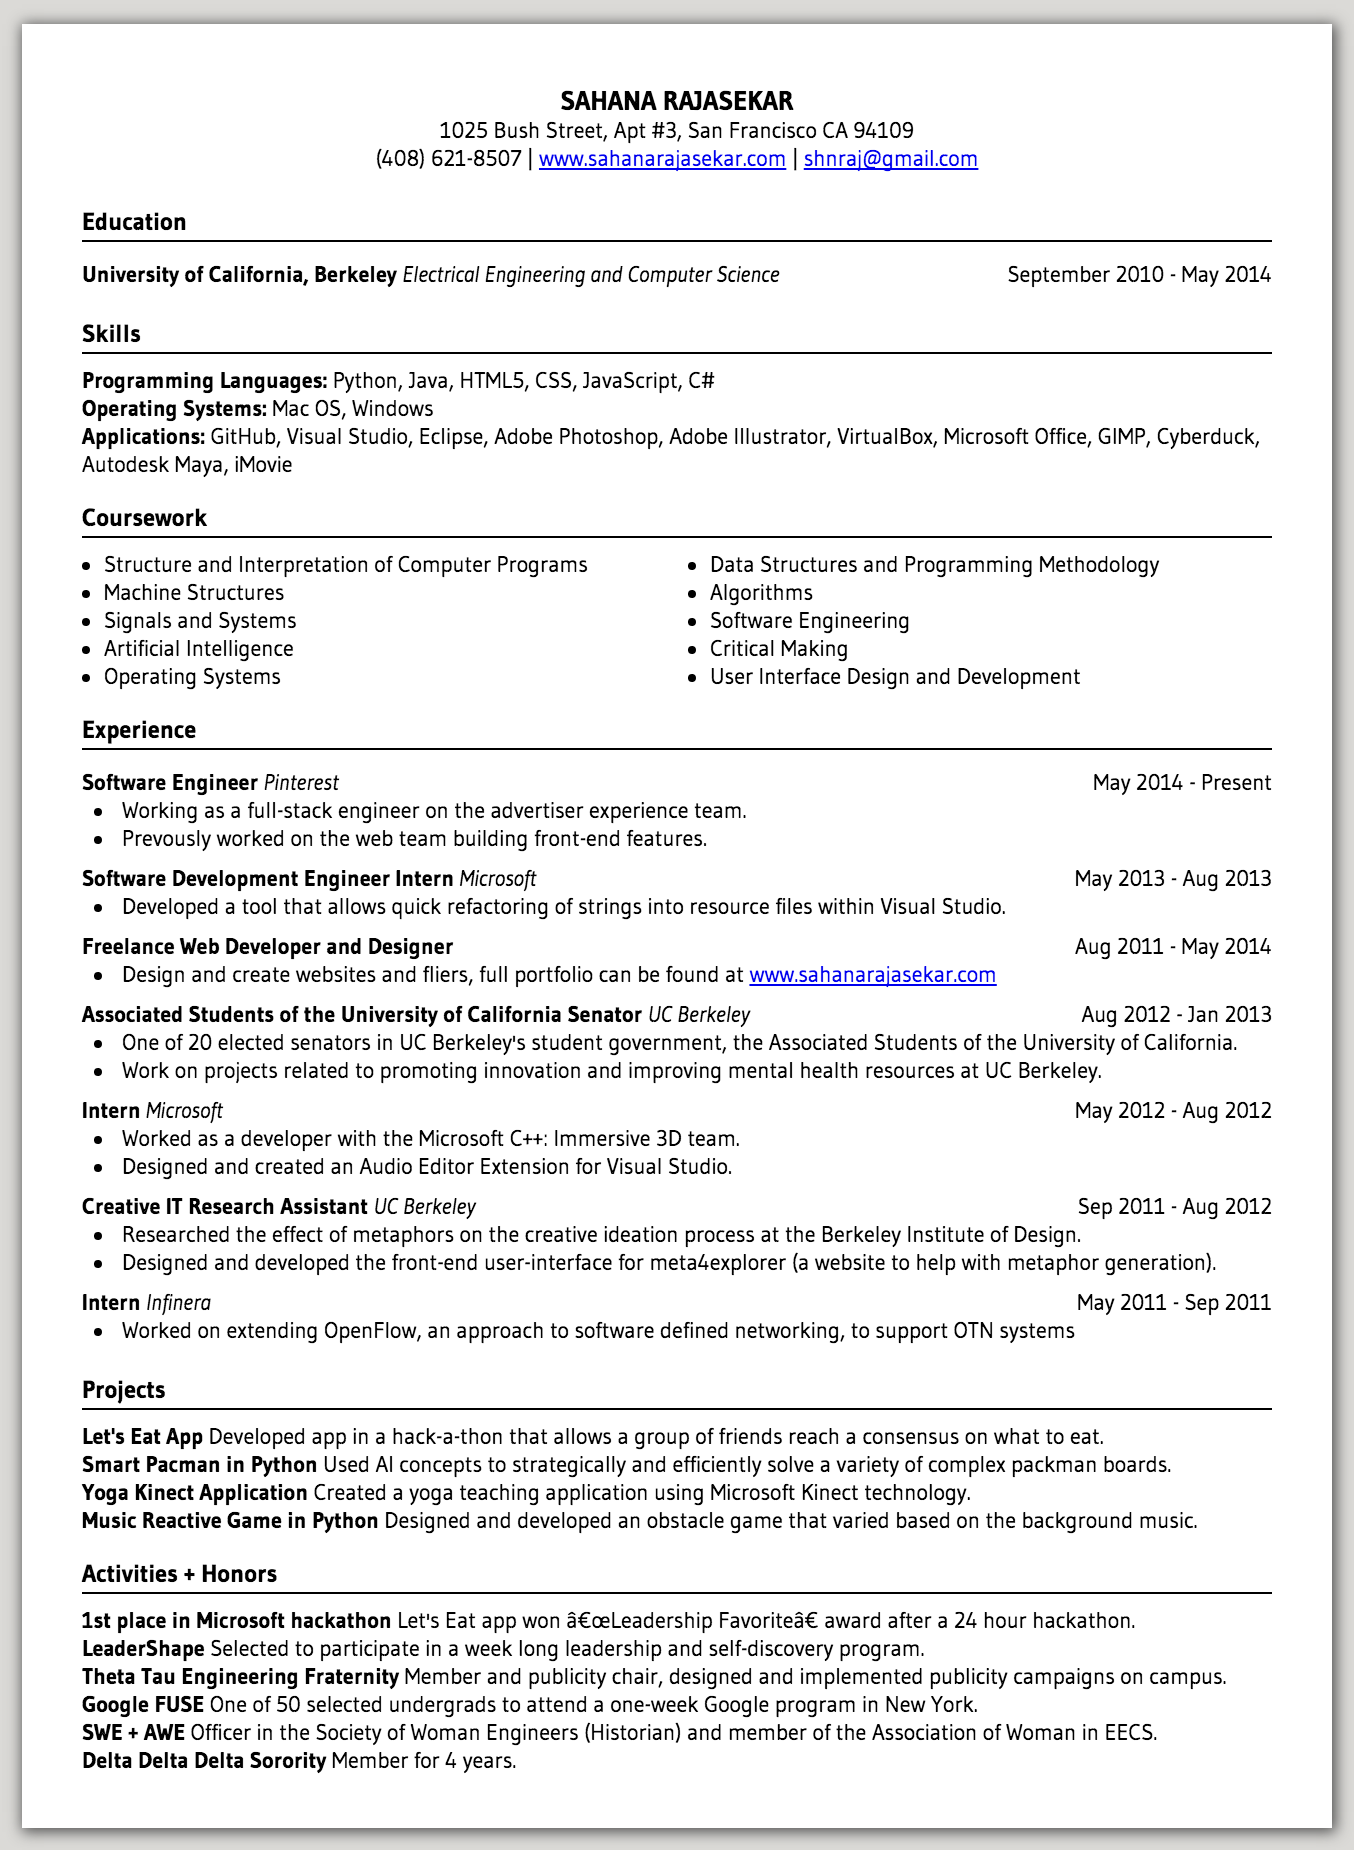 SAHANA RAJASEKAR
1025 Bush Street, Apt #3, San Francisco CA 94109
(408) 621-8507 | www.sahanarajasekar.com | shnraj@gmail.com
Education
University of California, Berkeley Electrical Engineering and Computer Science September 2010 - May 2014
Skills
Programming Languages: Python, Java, HTML5, CSS, JavaScript, C#
Operating Systems: Mac OS, Windows
Applications: GitHub, Visual Studio, Eclipse, Adobe Photoshop, Adobe Illustrator, VirtualBox, Microsoft Office, GIMP, Cyberduck,
Autodesk Maya, iMovie
Coursework
• Structure and Interpretation of Computer Programs
• Machine Structures
• Signals and Systems
• Artificial Intelligence
• Operating Systems
• Data Structures and Programming Methodology
• Algorithms
• Software Engineering
• Critical Making
• User Interface Design and Development
Experience
Software Engineer Pinterest May 2014 - Present
• Working as a full-stack engineer on the advertiser experience team.
• Prevously worked on the web team building front-end features.
Software Development Engineer Intern Microsoft May 2013 - Aug 2013
• Developed a tool that allows quick refactoring of strings into resource files within Visual Studio.
Freelance Web Developer and Designer Aug 2011 - May 2014
• Design and create websites and fliers, full portfolio can be found at www.sahanarajasekar.com
Associated Students of the University of California Senator UC Berkeley Aug 2012 - Jan 2013
• One of 20 elected senators in UC Berkeley's student government, the Associated Students of the University of California.
• Work on projects related to promoting innovation and improving mental health resources at UC Berkeley.
Intern Microsoft May 2012 - Aug 2012
• Worked as a developer with the Microsoft C++: Immersive 3D team.
• Designed and created an Audio Editor Extension for Visual Studio.
Creative IT Research Assistant UC Berkeley Sep 2011 - Aug 2012
• Researched the effect of metaphors on the creative ideation process at the Berkeley Institute of Design.
• Designed and developed the front-end user-interface for meta4explorer (a website to help with metaphor generation).
Intern Infinera May 2011 - Sep 2011
• Worked on extending OpenFlow, an approach to software defined networking, to support OTN systems
Projects
Let's Eat App Developed app in a hack-a-thon that allows a group of friends reach a consensus on what to eat.
Smart Pacman in Python Used AI concepts to strategically and efficiently solve a variety of complex packman boards.
Yoga Kinect Application Created a yoga teaching application using Microsoft Kinect technology.
Music Reactive Game in Python Designed and developed an obstacle game that varied based on the background music.
Activities + Honors
1st place in Microsoft hackathon Let's Eat app won â€œLeadership Favoriteâ€ award after a 24 hour hackathon.
LeaderShape Selected to participate in a week long leadership and self-discovery program.
Theta Tau Engineering Fraternity Member and publicity chair, designed and implemented publicity campaigns on campus.
Google FUSE One of 50 selected undergrads to attend a one-week Google program in New York.
SWE + AWE Officer in the Society of Woman Engineers (Historian) and member of the Association of Woman in EECS.
Delta Delta Delta Sorority Member for 4 years.